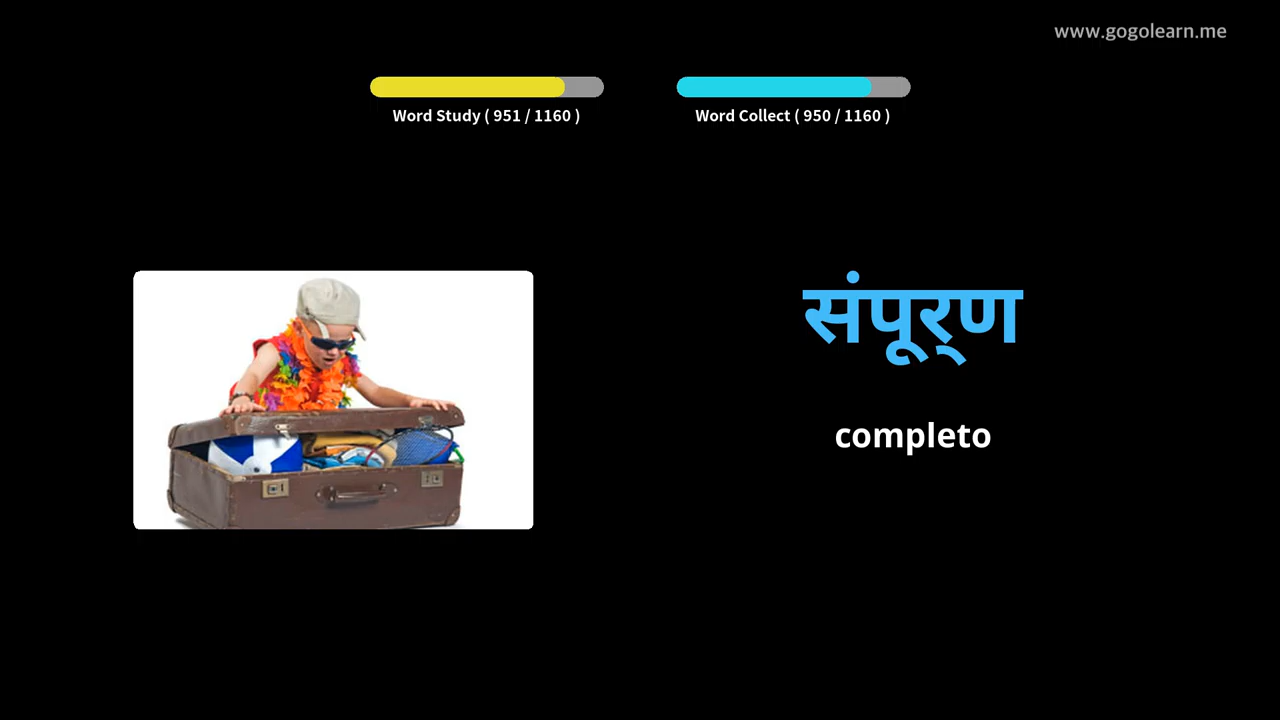 www.gogolearn.me
Word Study ( 951 / 1160 )
Word Collect ( 950 / 1160 )
संपूर्‌ण
completo